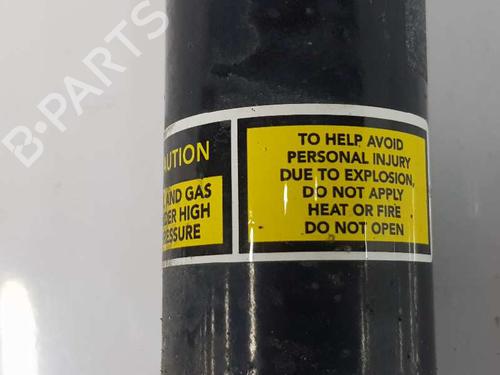 B-PARTS
AUTION
AND GAS
DER HIGH
ESSURE
TO HELP AVOID
PERSONAL INJURY
DUE TO EXPLOSION,
DO NOT APPLY
HEAT OR FIRE
DO NOT OPEN